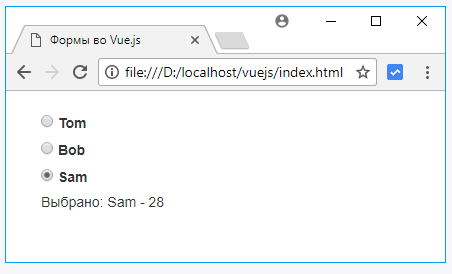 Формы во Vue.js
file:///D:/localhost/vuejs/index.html
Tom
Bob
Sam
Выбрано: Sam - 28